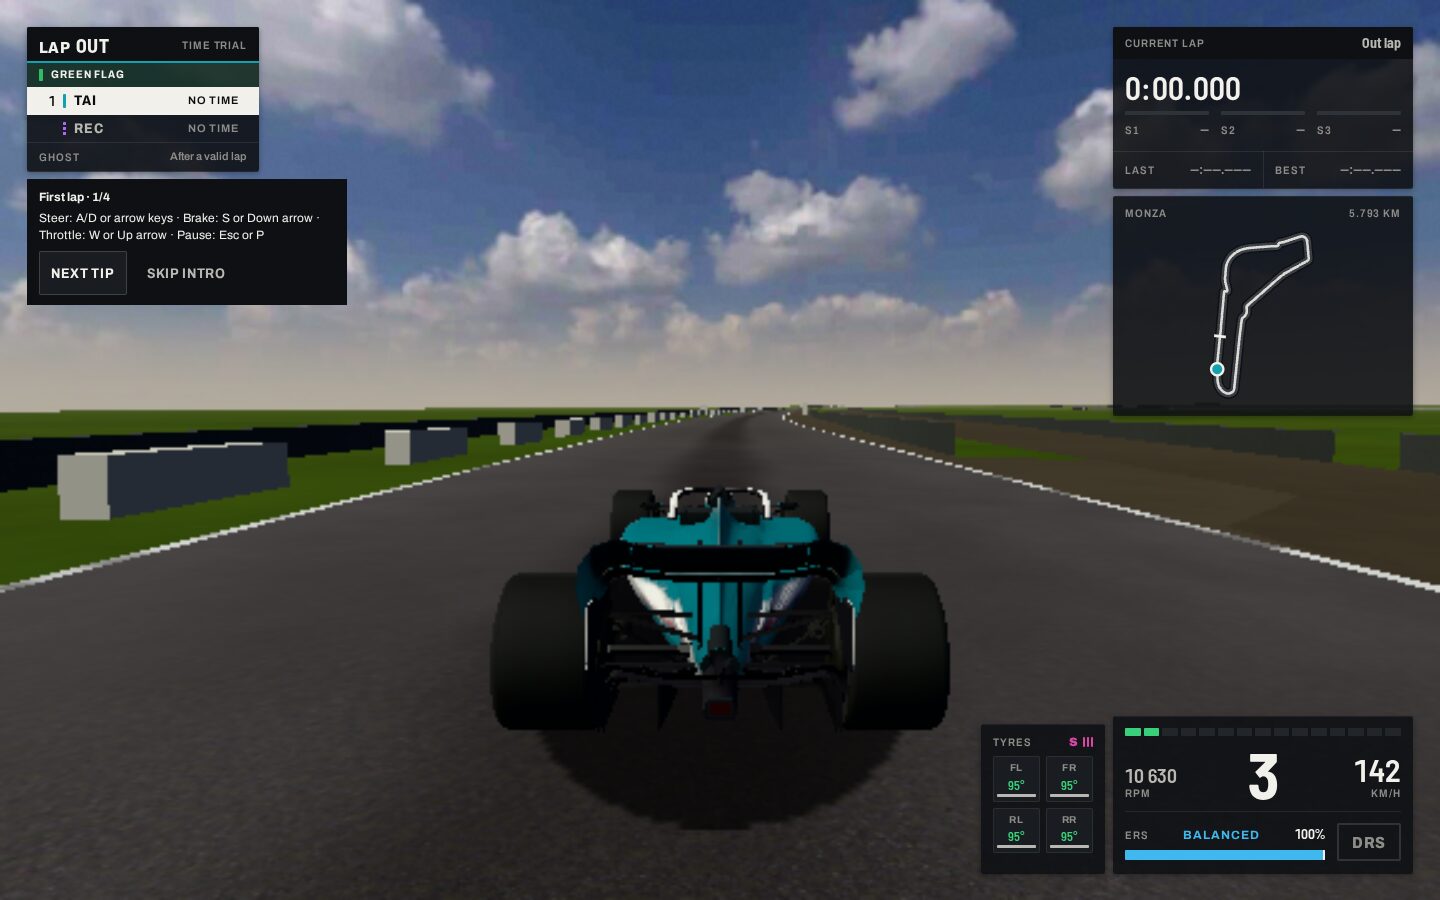 LAP OUT TIME TRIAL
GREEN FLAG
1 TAI NO TIME
REC NO TIME
GHOST After a valid lap
First lap · 1/4
Steer: A/D or arrow keys · Brake: S or Down arrow ·
Throttle: W or Up arrow · Pause: Esc or P
NEXT TIP SKIP INTRO
CURRENT LAP Out lap
0:00.000
S1 – S2 – S3 –
LAST –:––.––– BEST –:––.–––
MONZA 5.793 KM
TYRES S
FL FR
95° 95°
RL RR
95° 95°
10 630 3 142
RPM KM/H
ERS BALANCED 100% DRS